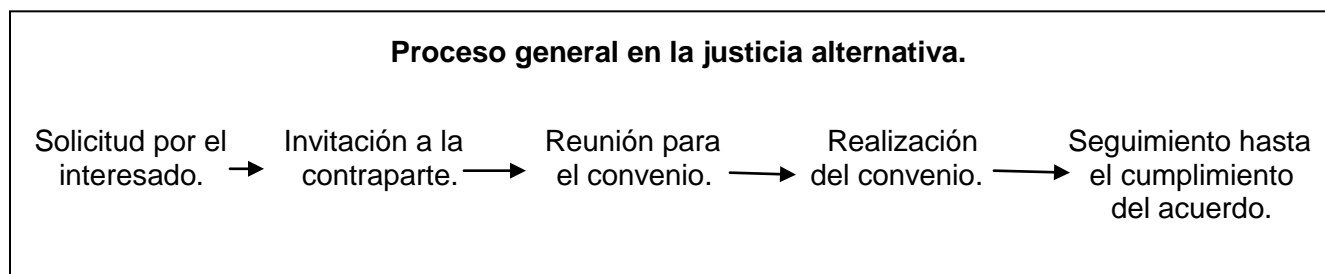 Proceso general en la justicia alternativa.
Solicitud por el
interesado.
Invitación a la
contraparte.
Reunión para
el convenio.
Realización
del convenio.
Seguimiento hasta
el cumplimiento
del acuerdo.